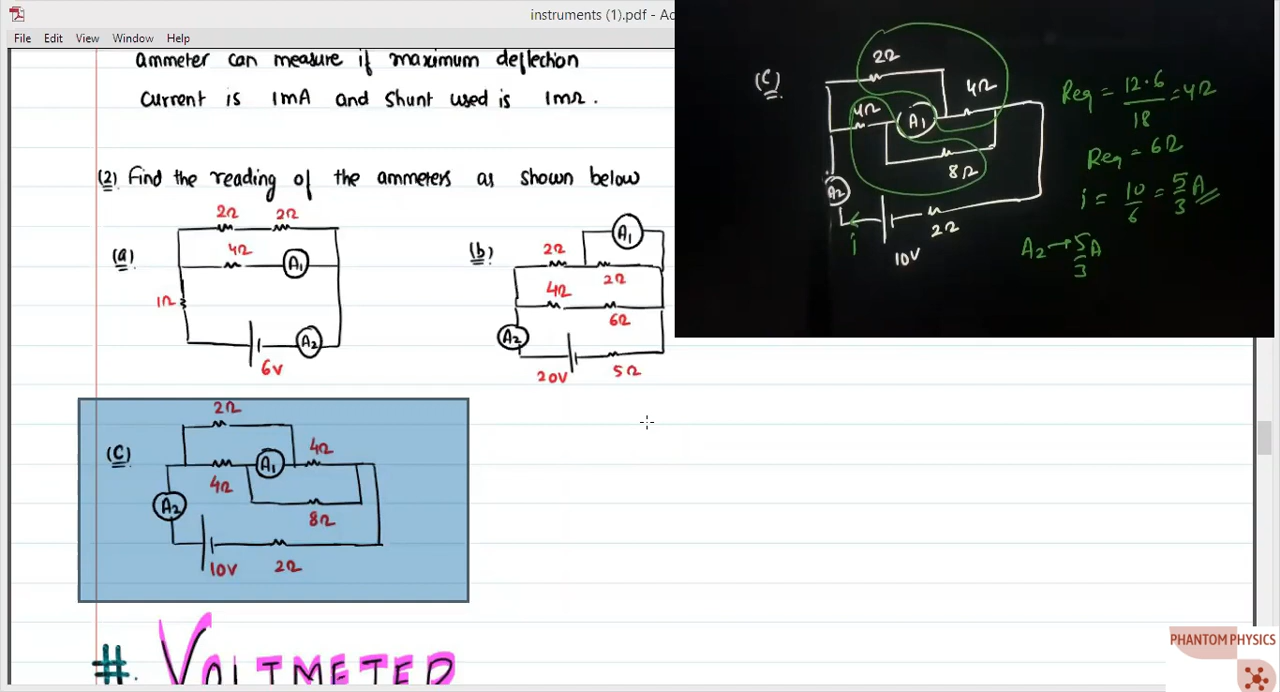 instruments (1).pdf - Ad
File Edit View Window Help
ammeter can measure if maximum deflection
current is 1mA and shunt used is 1mΩ.
(2) Find the reading of the ammeters as shown below
(a)
2Ω 2Ω
4Ω A1
1Ω
A2
6V
(b)
A1
2Ω
2Ω
4Ω
6Ω
A2
20V 5Ω
(C)
2Ω
4Ω
A1
4Ω
A2
8Ω
10V 2Ω
(C)
2Ω
4Ω
4Ω
A1
8Ω
A2
i
2Ω
10V
Req = 12·6/18 = 4Ω
Req = 6Ω
i = 10/6 = 5/3 A
A2 → 5/3 A
# VOLTMETER
PHANTOM PHYSICS